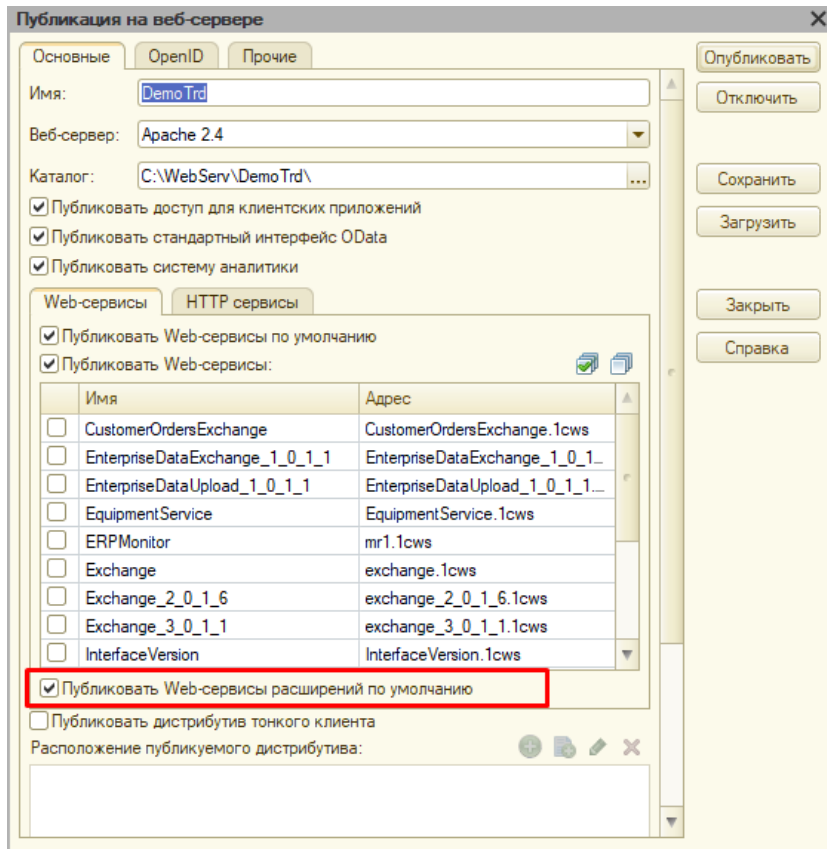 Публикация на веб-сервере
Основные OpenID Прочие
Опубликовать
Имя: DemoTrd
Отключить
Веб-сервер: Apache 2.4
Каталог: C:\WebServ\DemoTrd\ ...
Сохранить
Публиковать доступ для клиентских приложений
Загрузить
Публиковать стандартный интерфейс OData
Публиковать систему аналитики
Web-сервисы HTTP сервисы
Закрыть
Публиковать Web-сервисы по умолчанию
Справка
Публиковать Web-сервисы:
Имя Адрес
CustomerOrdersExchange CustomerOrdersExchange.1cws
EnterpriseDataExchange_1_0_1_1 EnterpriseDataExchange_1_0_1...
EnterpriseDataUpload_1_0_1_1 EnterpriseDataUpload_1_0_1_1....
EquipmentService EquipmentService.1cws
ERPMonitor mr1.1cws
Exchange exchange.1cws
Exchange_2_0_1_6 exchange_2_0_1_6.1cws
Exchange_3_0_1_1 exchange_3_0_1_1.1cws
InterfaceVersion InterfaceVersion.1cws
Публиковать Web-сервисы расширений по умолчанию
Публиковать дистрибутив тонкого клиента
Расположение публикуемого дистрибутива: